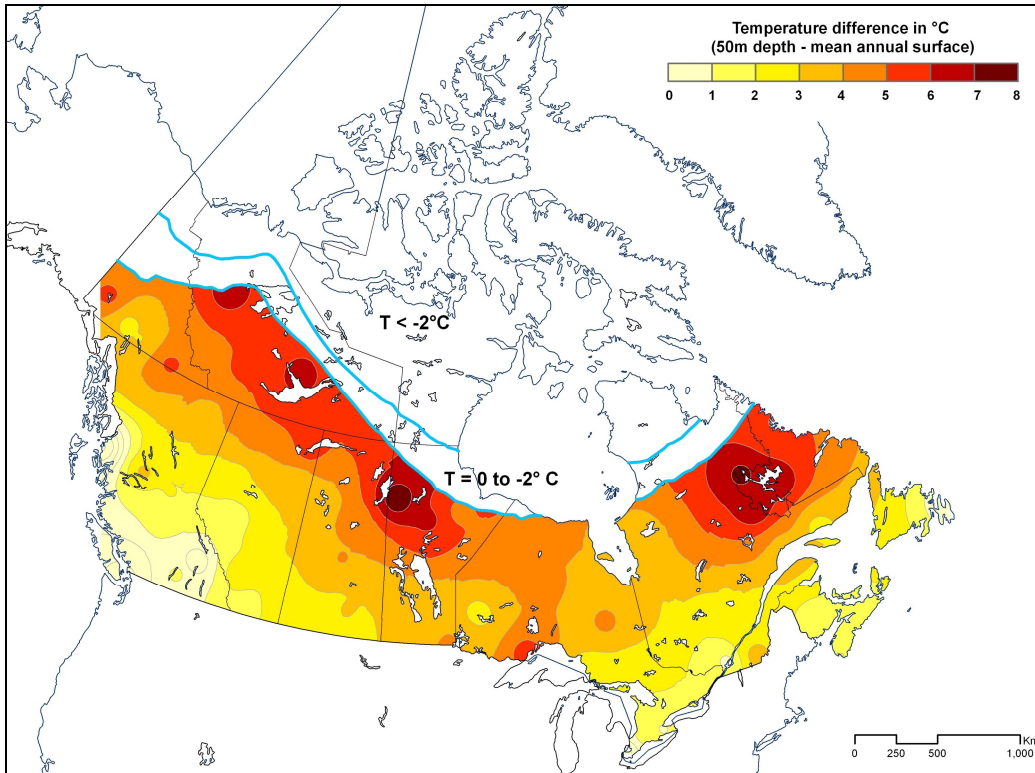 Temperature difference in °C
(50m depth - mean annual surface)
0 1 2 3 4 5 6 7 8
T < -2°C
T = 0 to -2° C
Km
0 250 500 1,000